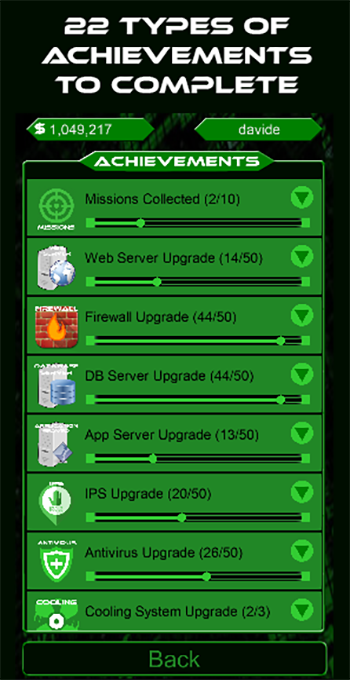 22 TYPES OF
ACHIEVEMENTS
TO COMPLETE
$ 1,049,217
davide
ACHIEVEMENTS
Missions Collected (2/10)
MISSIONS
Web Server Upgrade (14/50)
FIREWALL
Firewall Upgrade (44/50)
DB Server Upgrade (44/50)
App Server Upgrade (13/50)
IPS Upgrade (20/50)
ANTIVIRUS
Antivirus Upgrade (26/50)
COOLING
Cooling System Upgrade (2/3)
Back